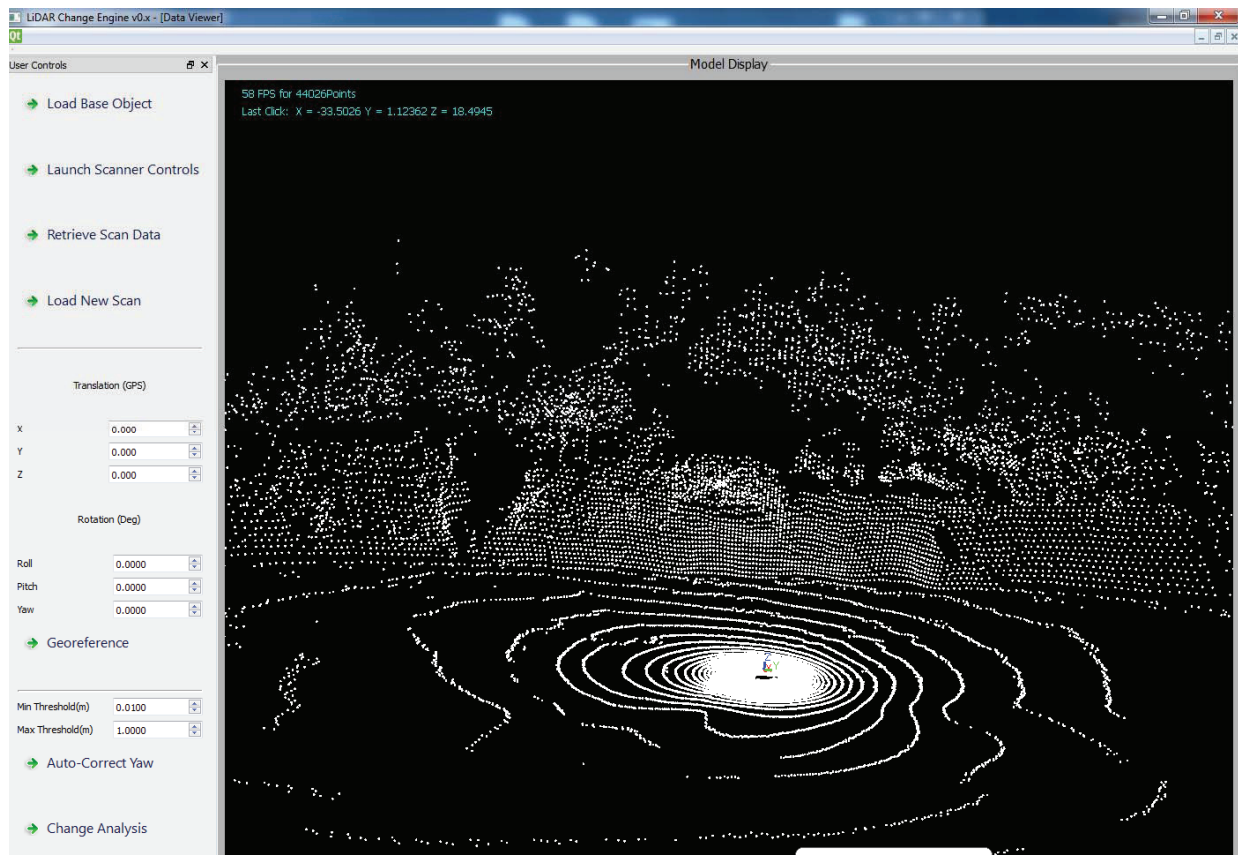 LiDAR Change Engine v0.x - [Data Viewer]
Qt
User Controls
Model Display
Load Base Object
Launch Scanner Controls
Retrieve Scan Data
Load New Scan
Translation (GPS)
X 0.000
Y 0.000
Z 0.000
Rotation (Deg)
Roll 0.0000
Pitch 0.0000
Yaw 0.0000
Georeference
Min Threshold(m) 0.0100
Max Threshold(m) 1.0000
Auto-Correct Yaw
Change Analysis
58 FPS for 44026Points
Last Click: X = -33.5026 Y = 1.12362 Z = 18.4945
Z
X Y